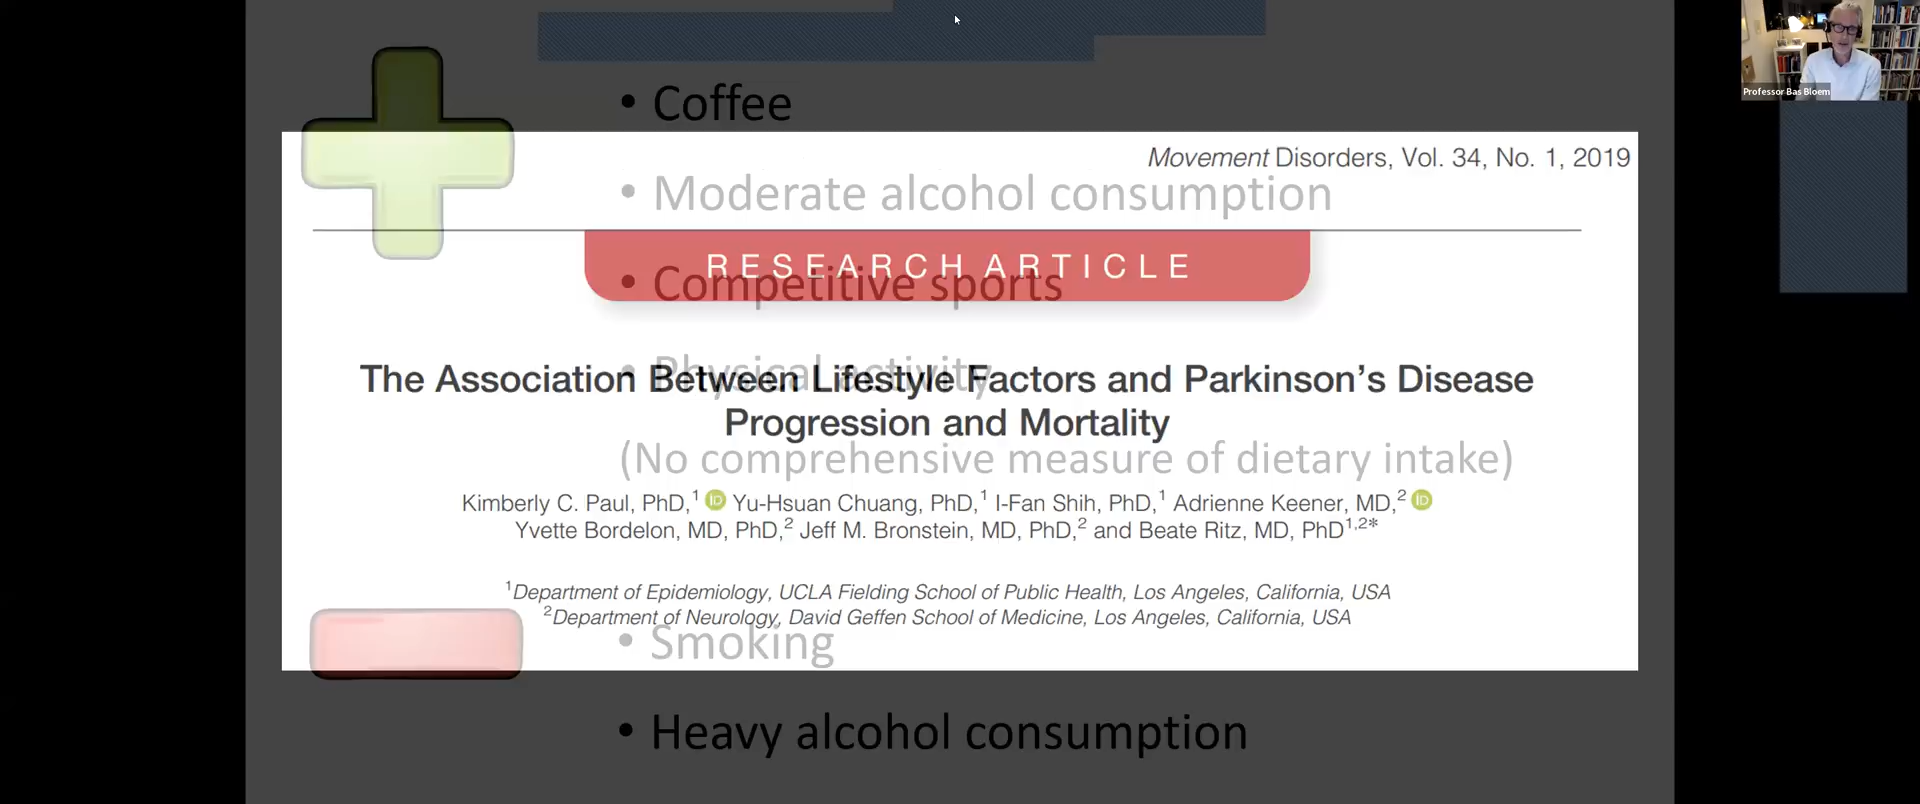 Professor Bas Bloem
• Coffee
Movement Disorders, Vol. 34, No. 1, 2019
• Moderate alcohol consumption
RESEARCH ARTICLE
• Competitive sports
• Physical activity
The Association Between Lifestyle Factors and Parkinson's Disease
Progression and Mortality
(No comprehensive measure of dietary intake)
Kimberly C. Paul, PhD,1 iD Yu-Hsuan Chuang, PhD,1 I-Fan Shih, PhD,1 Adrienne Keener, MD,2 iD
Yvette Bordelon, MD, PhD,2 Jeff M. Bronstein, MD, PhD,2 and Beate Ritz, MD, PhD1,2*
1Department of Epidemiology, UCLA Fielding School of Public Health, Los Angeles, California, USA
2Department of Neurology, David Geffen School of Medicine, Los Angeles, California, USA
• Smoking
• Heavy alcohol consumption